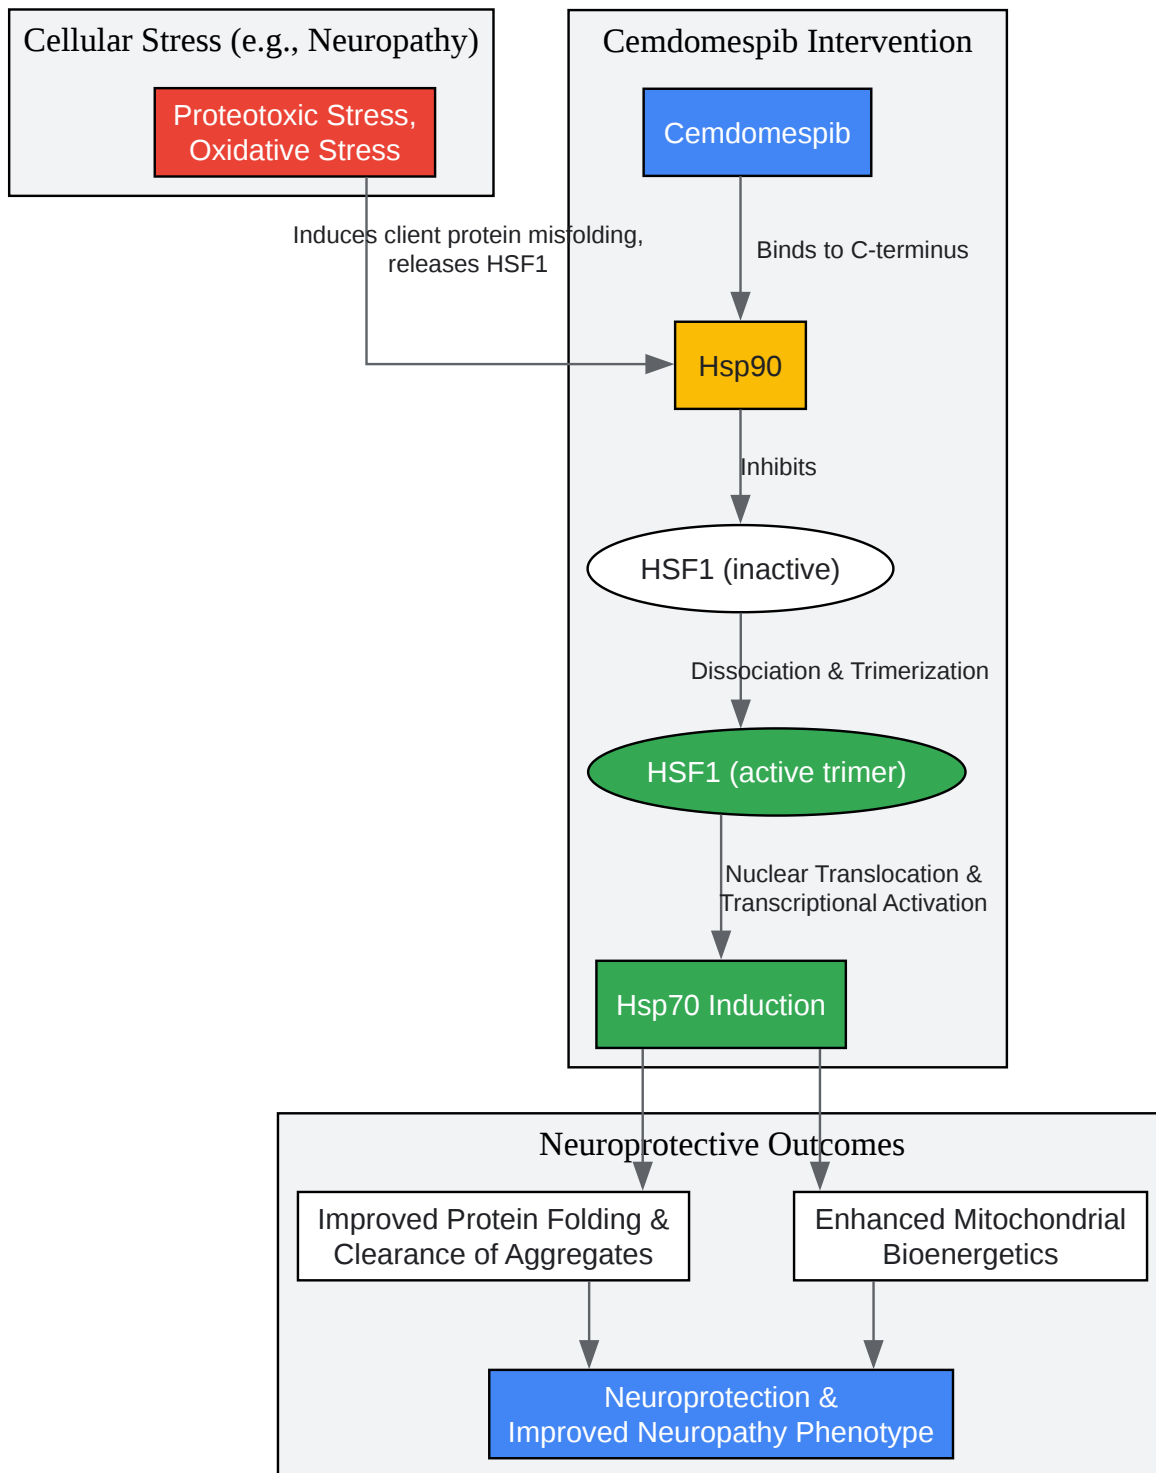 Cellular Stress (e.g., Neuropathy)
Proteotoxic Stress,
Oxidative Stress
Cemdomespib Intervention
Cemdomespib
Induces client protein misfolding,
releases HSF1
Binds to C-terminus
Hsp90
Inhibits
HSF1 (inactive)
Dissociation & Trimerization
HSF1 (active trimer)
Nuclear Translocation &
Transcriptional Activation
Hsp70 Induction
Neuroprotective Outcomes
Improved Protein Folding &
Clearance of Aggregates
Enhanced Mitochondrial
Bioenergetics
Neuroprotection &
Improved Neuropathy Phenotype